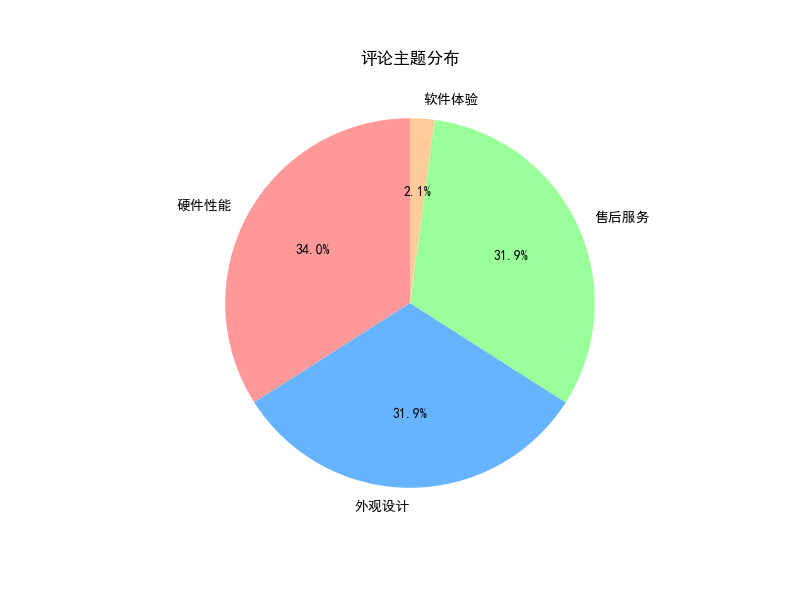 评论主题分布
软件体验
2.1%
硬件性能
售后服务
34.0%
31.9%
31.9%
外观设计